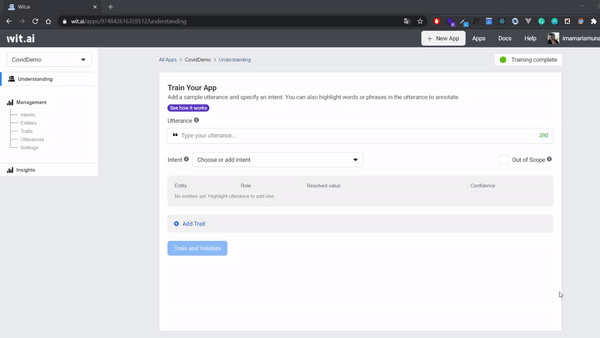 Wit.ai
wit.ai/apps/974642616359512/understanding
wit.ai
+ New App
Apps
Docs
Help
imamarismuna
CovidDemo
All Apps > CovidDemo > Understanding
Training complete
Understanding
Management
Intents
Entities
Traits
Utterances
Settings
Insights
Train Your App
Add a sample utterance and specify an intent. You can also highlight words or phrases in the utterance to annotate.
See how it works
Utterance
Type your utterance...
280
Intent
Choose or add intent
Out of Scope
Entity Role Resolved value Confidence
No entities yet. Highlight utterance to add one.
Add Trait
Train and Validate